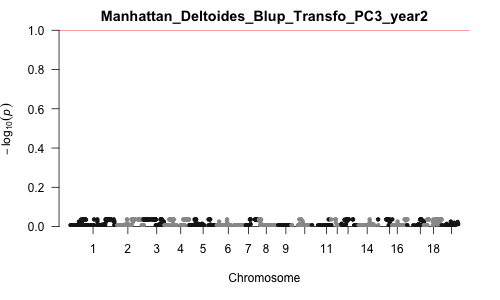 Manhattan_Deltoides_Blup_Transfo_PC3_year2
− log10(p)
1.0
0.8
0.6
0.4
0.2
0.0
1 2 3 4 5 6 7 8 9 11 14 16 18
Chromosome